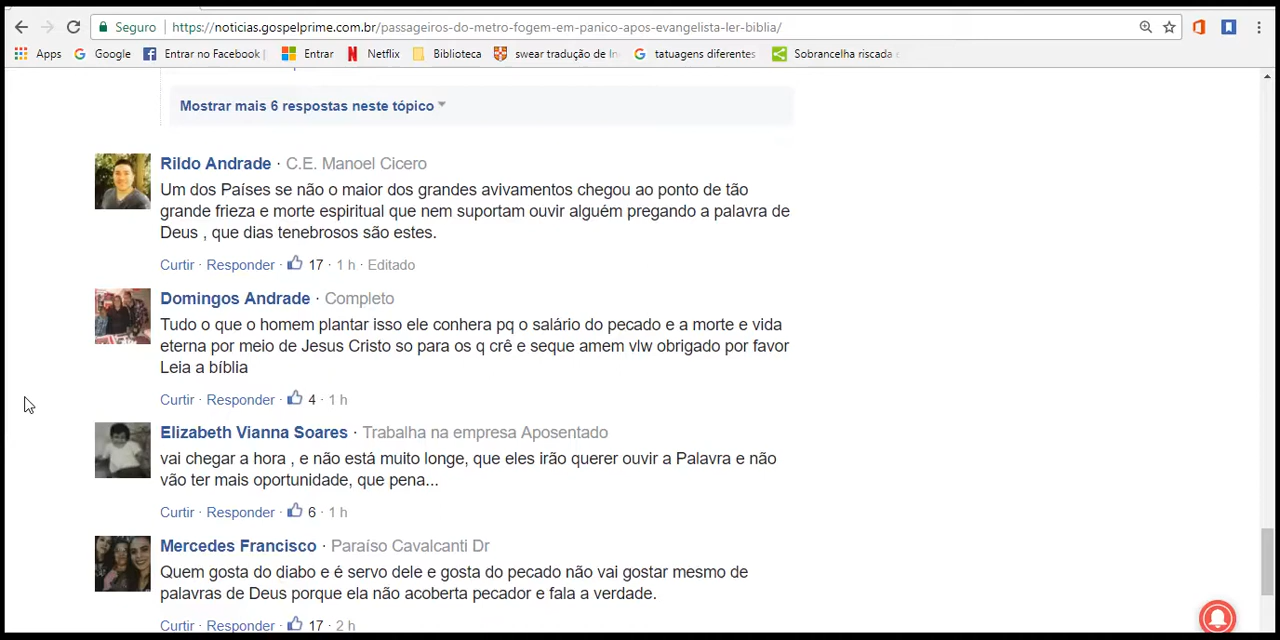 Seguro | https://noticias.gospelprime.com.br/passageiros-do-metro-fogem-em-panico-apos-evangelista-ler-biblia/
Apps Google Entrar no Facebook Entrar Netflix Biblioteca swear tradução de In tatuagens diferentes Sobrancelha riscada
Mostrar mais 6 respostas neste tópico
Rildo Andrade · C.E. Manoel Cicero
Um dos Países se não o maior dos grandes avivamentos chegou ao ponto de tão
grande frieza e morte espiritual que nem suportam ouvir alguém pregando a palavra de
Deus , que dias tenebrosos são estes.
Curtir · Responder · 17 · 1 h · Editado
Domingos Andrade · Completo
Tudo o que o homem plantar isso ele conhera pq o salário do pecado e a morte e vida
eterna por meio de Jesus Cristo so para os q crê e seque amem vlw obrigado por favor
Leia a bíblia
Curtir · Responder · 4 · 1 h
Elizabeth Vianna Soares · Trabalha na empresa Aposentado
vai chegar a hora , e não está muito longe, que eles irão querer ouvir a Palavra e não
vão ter mais oportunidade, que pena...
Curtir · Responder · 6 · 1 h
Mercedes Francisco · Paraíso Cavalcanti Dr
Quem gosta do diabo e é servo dele e gosta do pecado não vai gostar mesmo de
palavras de Deus porque ela não acoberta pecador e fala a verdade.
Curtir · Responder · 17 · 2 h